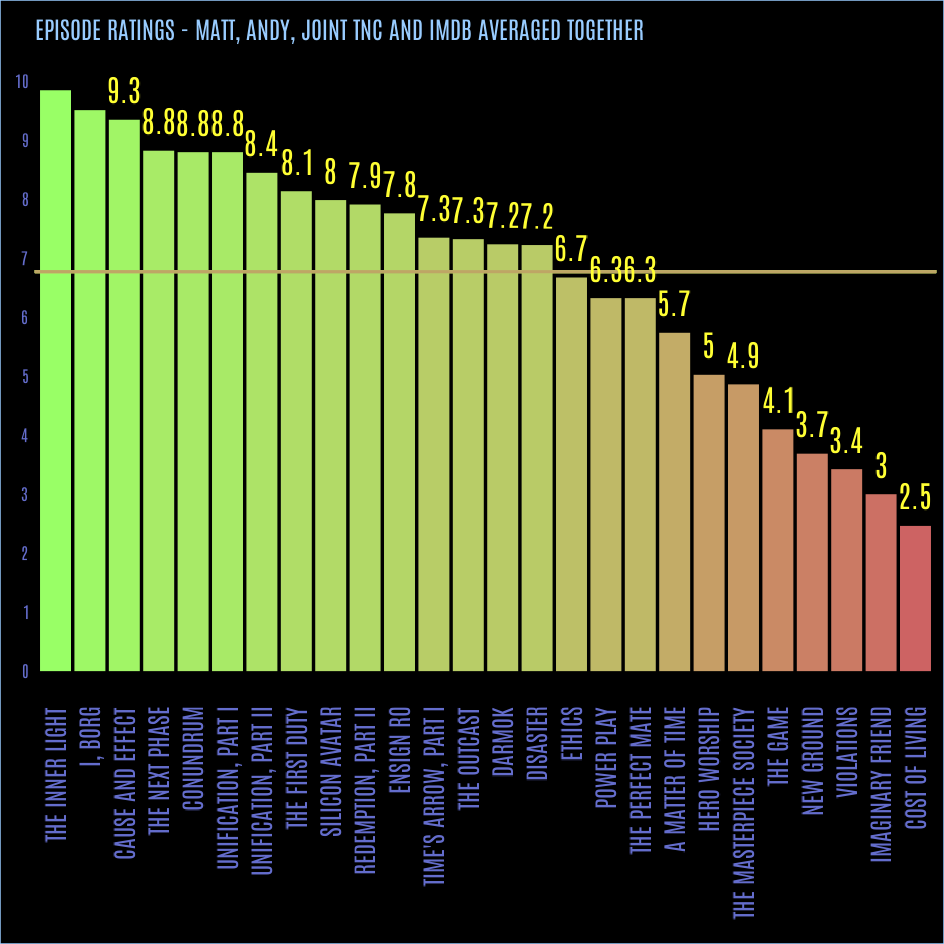 EPISODE RATINGS - MATT, ANDY, JOINT TNC AND IMDB AVERAGED TOGETHER
10
9
8
7
6
5
4
3
2
1
0
9.3
8.8
8.8
8.8
8.4
8.1
8
7.9
7.8
7.3
7.3
7.2
7.2
6.7
6.3
6.3
5.7
5
4.9
4.1
3.7
3.4
3
2.5
THE INNER LIGHT
I, BORG
CAUSE AND EFFECT
THE NEXT PHASE
CONUNDRUM
UNIFICATION, PART I
UNIFICATION, PART II
THE FIRST DUTY
SILICON AVATAR
REDEMPTION, PART II
ENSIGN RO
TIME'S ARROW, PART I
THE OUTCAST
DARMOK
DISASTER
ETHICS
POWER PLAY
THE PERFECT MATE
A MATTER OF TIME
HERO WORSHIP
THE MASTERPIECE SOCIETY
THE GAME
NEW GROUND
VIOLATIONS
IMAGINARY FRIEND
COST OF LIVING